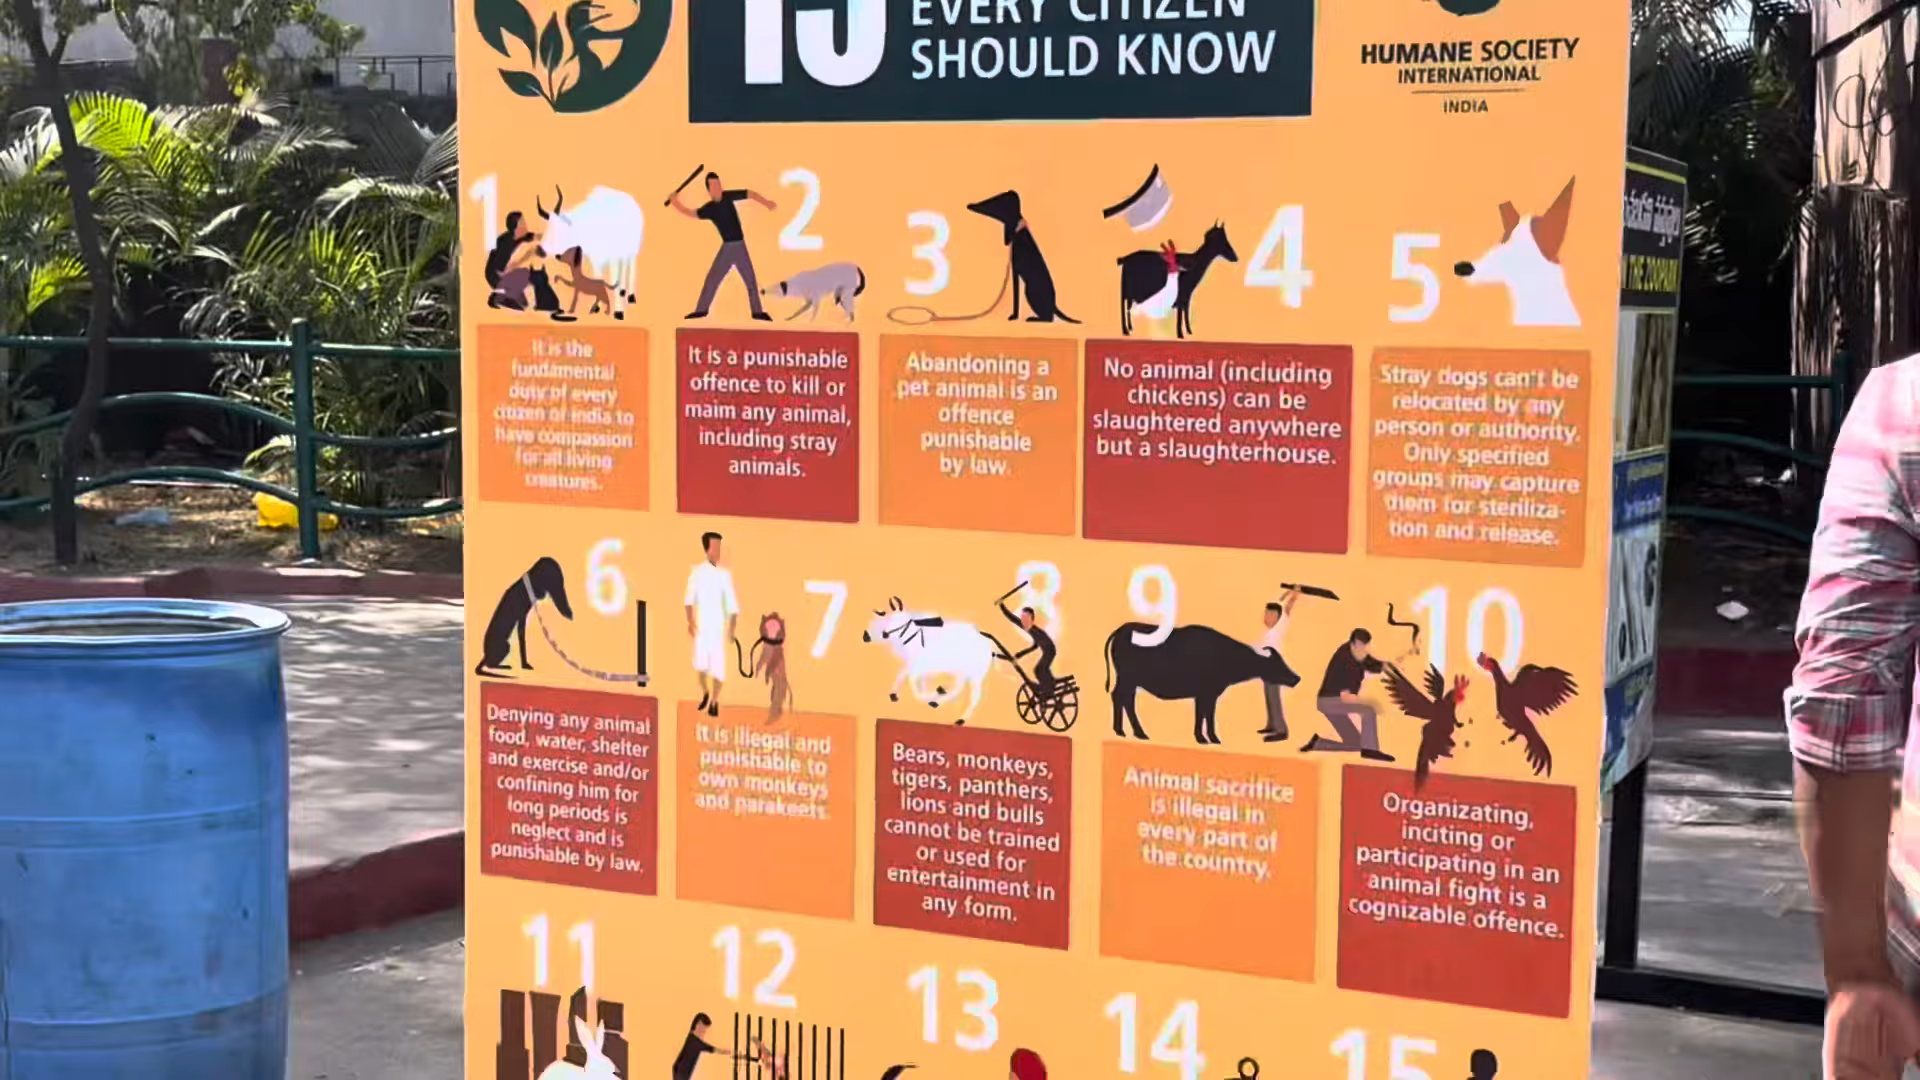 15
EVERY CITIZEN
SHOULD KNOW
HUMANE SOCIETY
INTERNATIONAL
INDIA
1
It is the
fundamental
duty of every
citizen of India to
have compassion
for all living
creatures.
2
It is a punishable
offence to kill or
maim any animal,
including stray
animals.
3
Abandoning a
pet animal is an
offence
punishable
by law.
4
No animal (including
chickens) can be
slaughtered anywhere
but a slaughterhouse.
5
Stray dogs can't be
relocated by any
person or authority.
Only specified
groups may capture
them for steriliza-
tion and release.
6
Denying any animal
food, water, shelter
and exercise and/or
confining him for
long periods is
neglect and is
punishable by law.
7
It is illegal and
punishable to
own monkeys
and parakeets.
8
Bears, monkeys,
tigers, panthers,
lions and bulls
cannot be trained
or used for
entertainment in
any form.
9
Animal sacrifice
is illegal in
every part of
the country.
10
Organizating,
inciting or
participating in an
animal fight is a
cognizable offence.
11
12
13
14
15